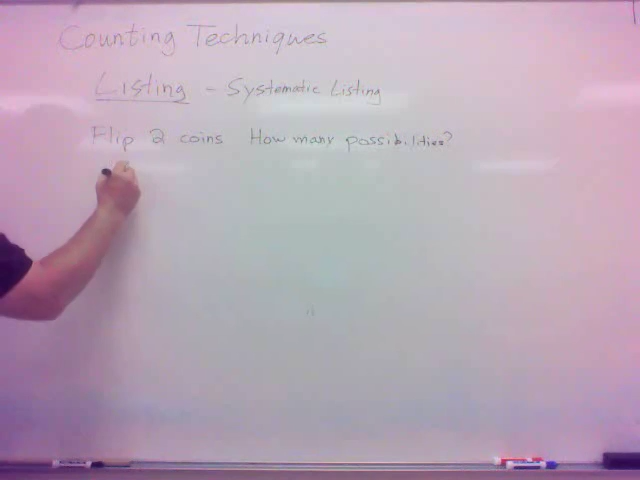 Counting Techniques
Listing - Systematic Listing
Flip 2 coins How many possibilities?